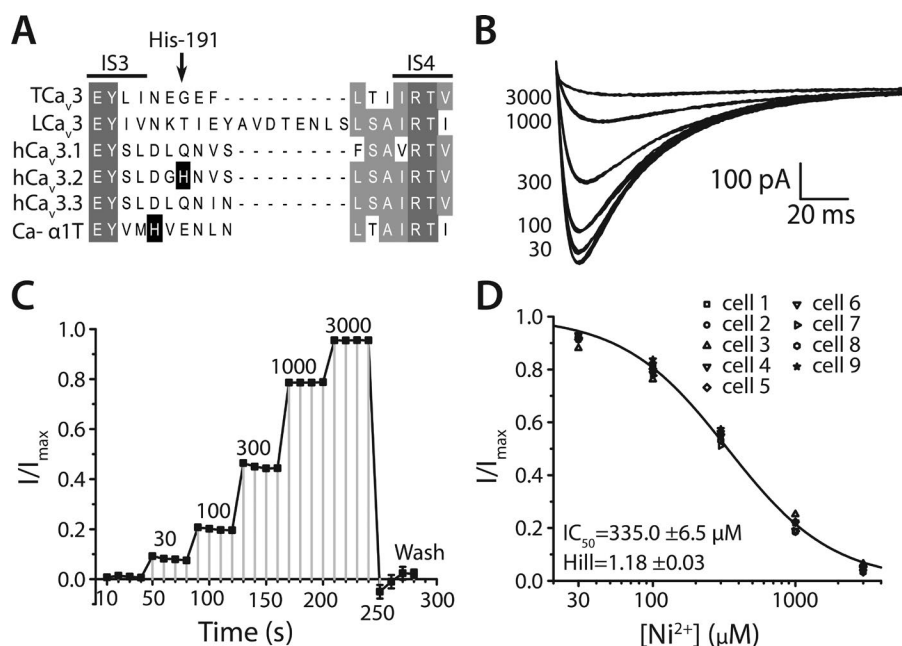 A
His-191
IS3 IS4
TCav3 EYLINEGEF--------LTIIRTV
LCav3 EYIVNKTIEYAVDTENLSLSAIRTI
hCav3.1 EYSLDLQNVS--------FSAVRTV
hCav3.2 EYSLDGHNVS--------LSAIRTV
hCav3.3 EYSLDLQNIN--------LSAIRTV
Ca- α1T EYVMHVENLN--------LTAIRTI
B
3000
1000
300
100
30
100 pA
20 ms
C
I/Imax
1.0
0.8
0.6
0.4
0.2
0.0
30
100
300
1000
3000
Wash
10 50 100 150 200 250 300
Time (s)
D
cell 1 cell 6
cell 2 cell 7
cell 3 cell 8
cell 4 cell 9
cell 5
I/Imax
1.0
0.8
0.6
0.4
0.2
0.0
IC50=335.0 ±6.5 µM
Hill=1.18 ±0.03
30 100 300 1000
[Ni2+] (µM)